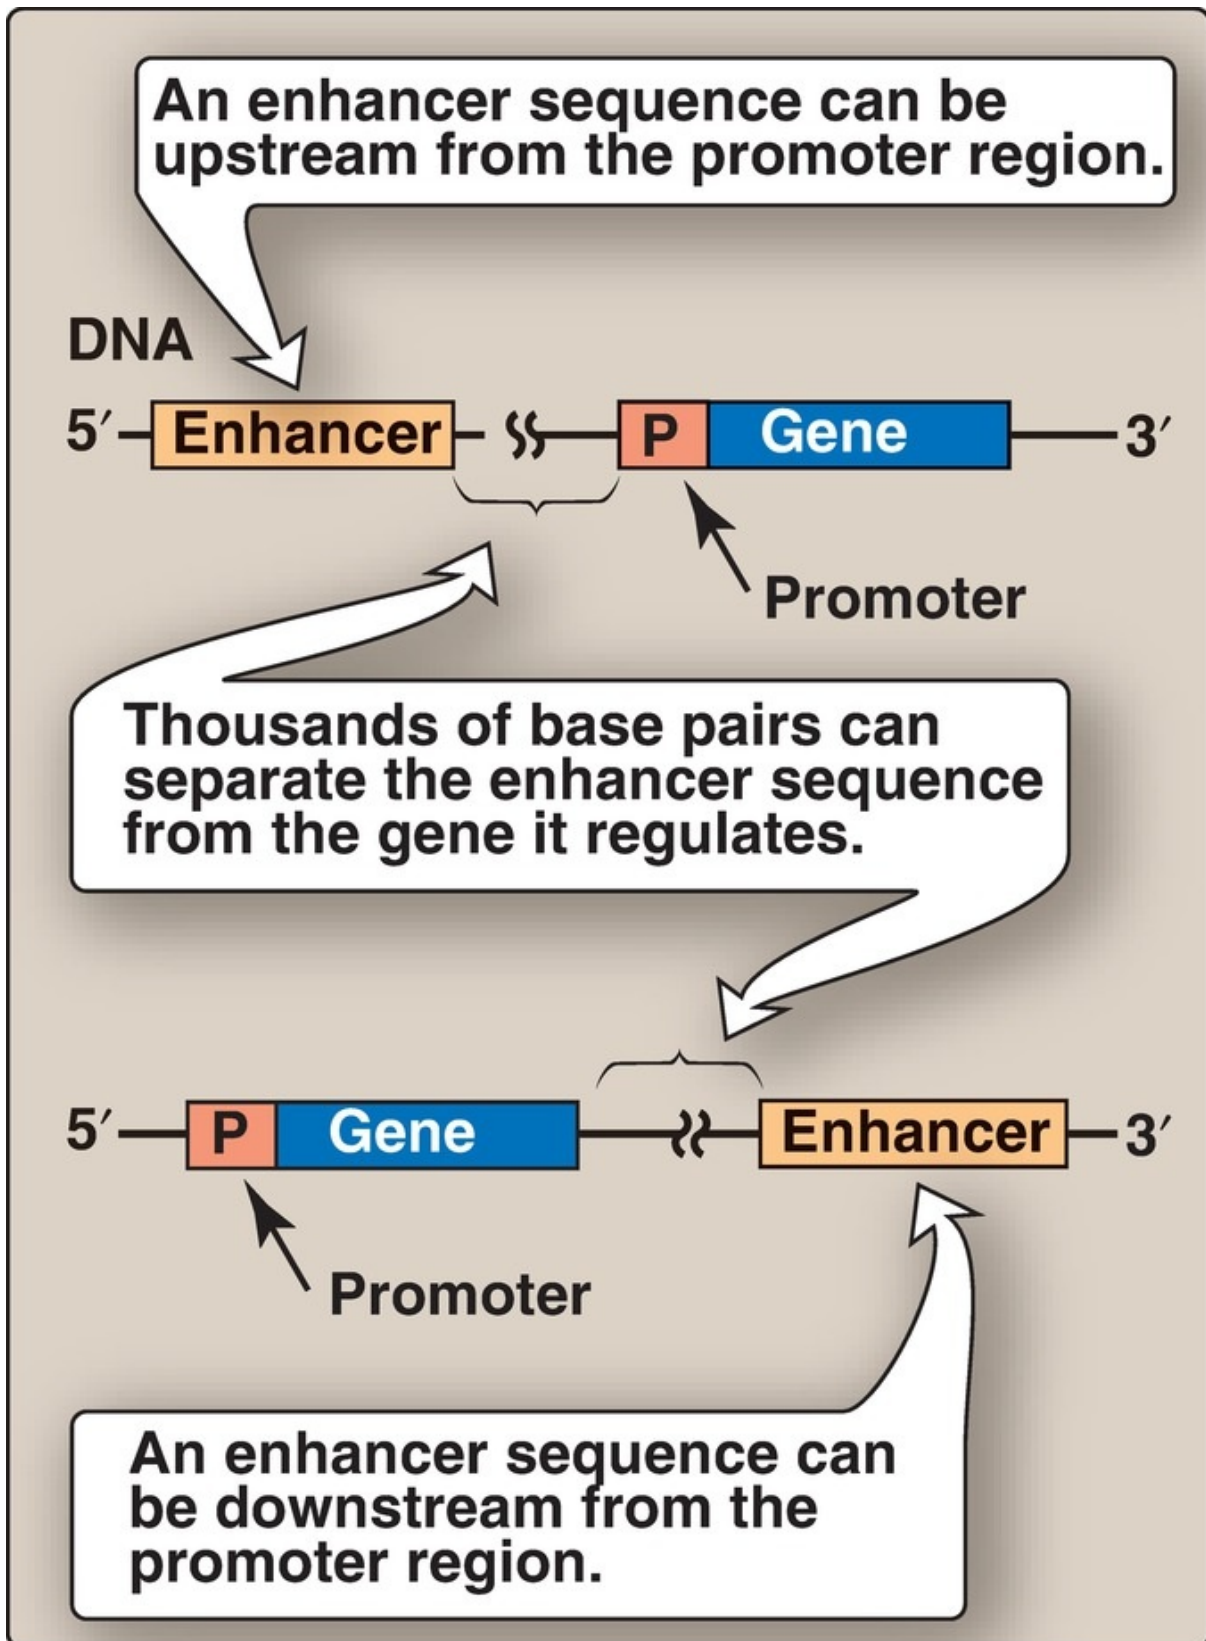 An enhancer sequence can be
upstream from the promoter region.
DNA
5′ Enhancer P Gene 3′
Promoter
Thousands of base pairs can
separate the enhancer sequence
from the gene it regulates.
5′ P Gene Enhancer 3′
Promoter
An enhancer sequence can
be downstream from the
promoter region.